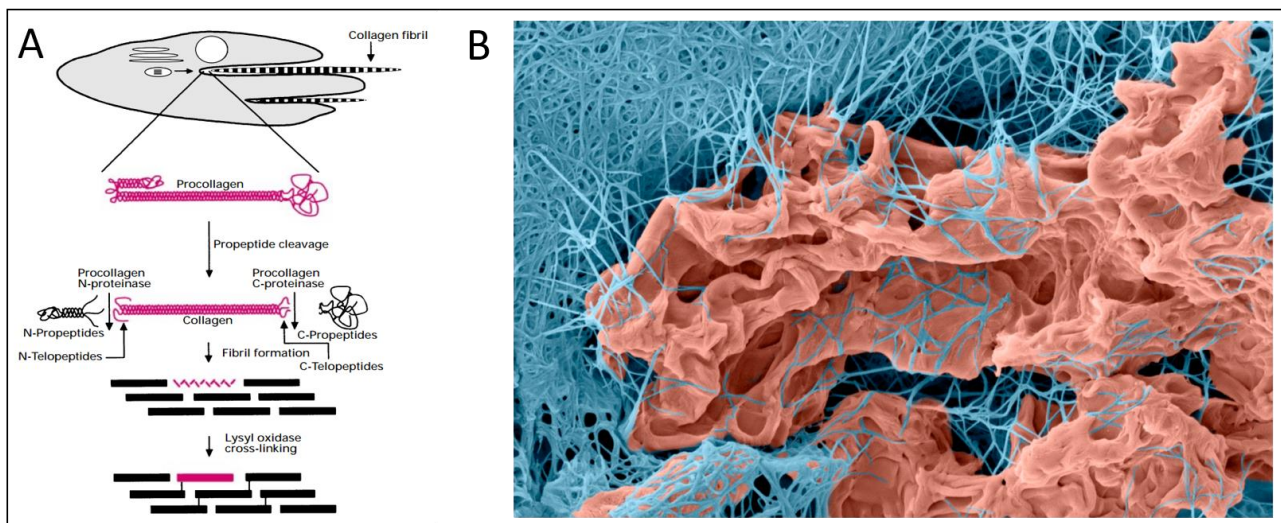 A
B
Collagen fibril
Procollagen
Propeptide cleavage
Procollagen
N-proteinase
Procollagen
C-proteinase
Collagen
N-Propeptides
C-Propeptides
N-Telopeptides
Fibril formation
C-Telopeptides
Lysyl oxidase
cross-linking